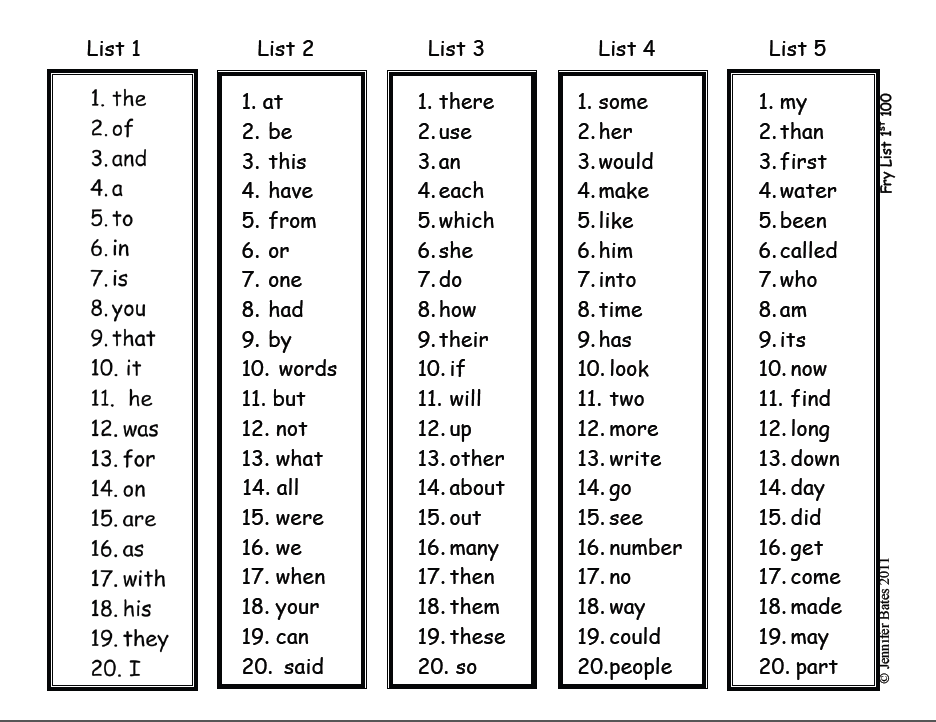 List 1
1. the
2. of
3. and
4. a
5. to
6. in
7. is
8. you
9. that
10. it
11. he
12. was
13. for
14. on
15. are
16. as
17. with
18. his
19. they
20. I
List 2
1. at
2. be
3. this
4. have
5. from
6. or
7. one
8. had
9. by
10. words
11. but
12. not
13. what
14. all
15. were
16. we
17. when
18. your
19. can
20. said
List 3
1. there
2. use
3. an
4. each
5. which
6. she
7. do
8. how
9. their
10. if
11. will
12. up
13. other
14. about
15. out
16. many
17. then
18. them
19. these
20. so
List 4
1. some
2. her
3. would
4. make
5. like
6. him
7. into
8. time
9. has
10. look
11. two
12. more
13. write
14. go
15. see
16. number
17. no
18. way
19. could
20. people
List 5
1. my
2. than
3. first
4. water
5. been
6. called
7. who
8. am
9. its
10. now
11. find
12. long
13. down
14. day
15. did
16. get
17. come
18. made
19. may
20. part
Fry List 1st 100
© Jennifer Bates 2011